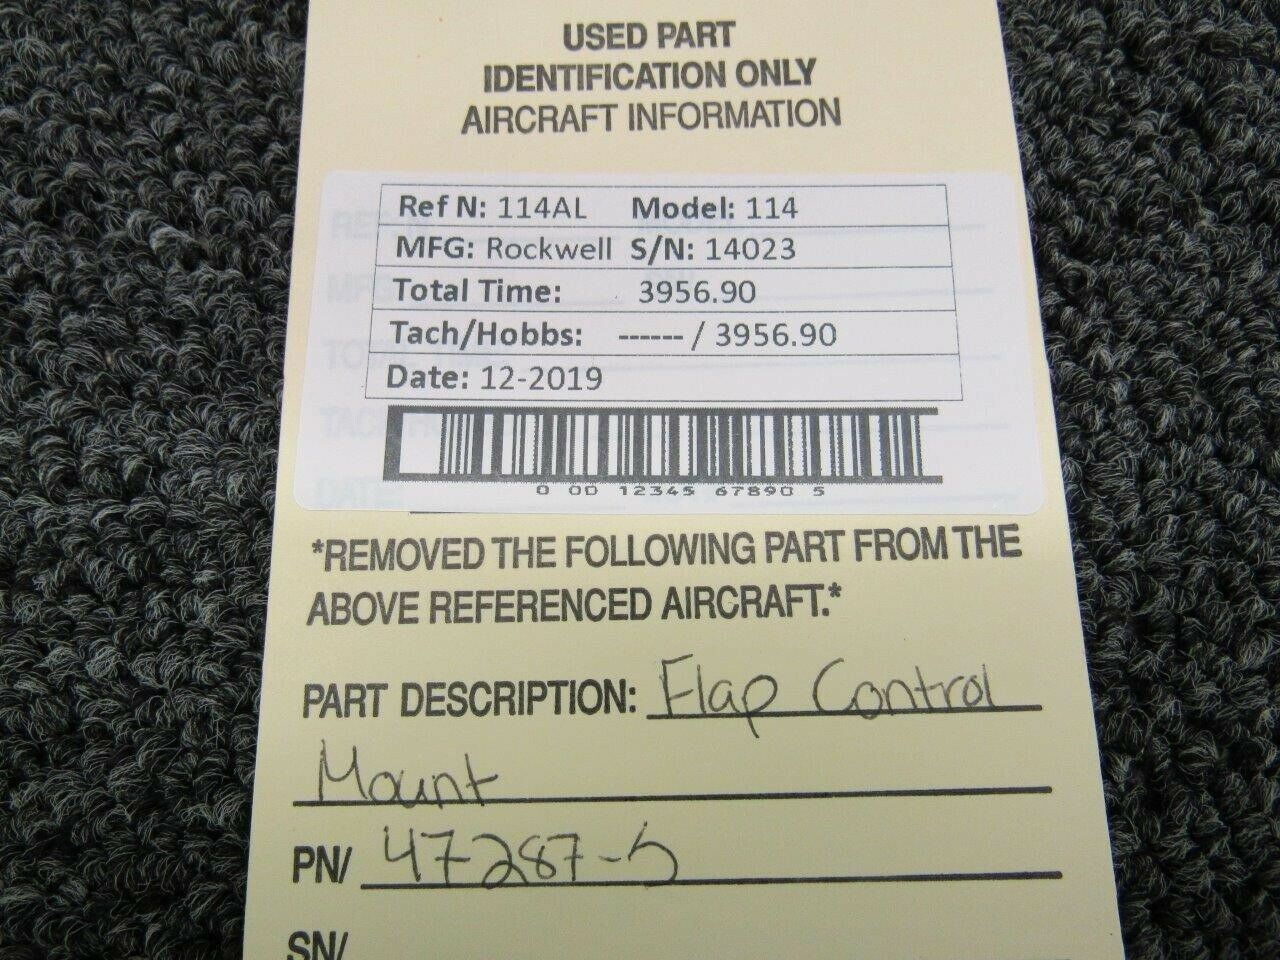 USED PART
IDENTIFICATION ONLY
AIRCRAFT INFORMATION
Ref N: 114AL Model: 114
MFG: Rockwell S/N: 14023
Total Time: 3956.90
Tach/Hobbs: ------ / 3956.90
Date: 12-2019
0 00 12345 67890 5
*REMOVED THE FOLLOWING PART FROM THE
ABOVE REFERENCED AIRCRAFT.*
PART DESCRIPTION: Flap Control
Mount
PN/ 47287-5
SN/